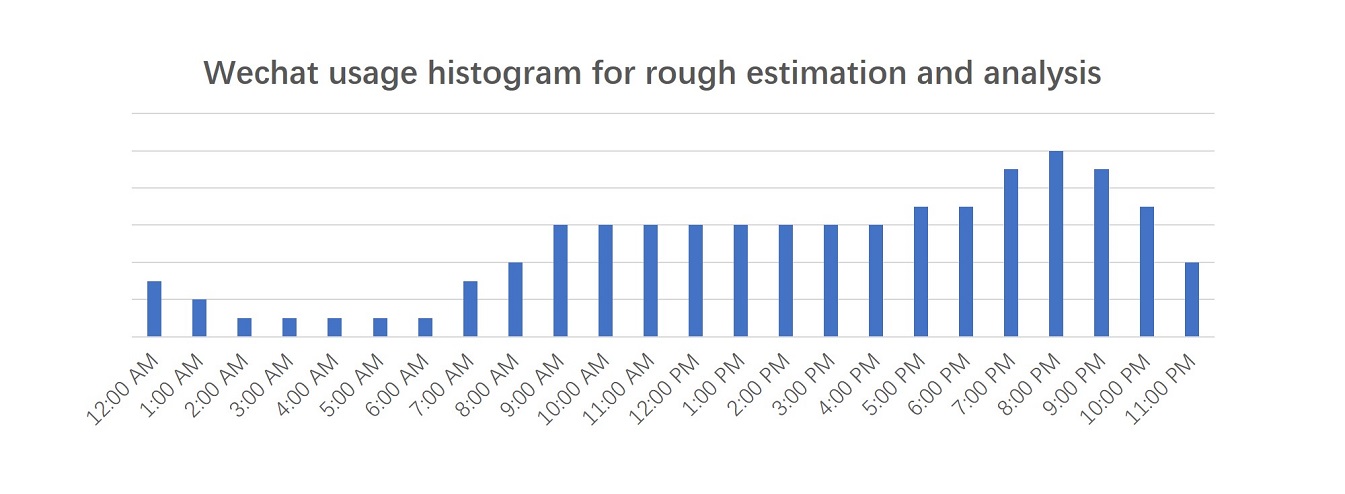 Wechat usage histogram for rough estimation and analysis
12:00 AM
1:00 AM
2:00 AM
3:00 AM
4:00 AM
5:00 AM
6:00 AM
7:00 AM
8:00 AM
9:00 AM
10:00 AM
11:00 AM
12:00 PM
1:00 PM
2:00 PM
3:00 PM
4:00 PM
5:00 PM
6:00 PM
7:00 PM
8:00 PM
9:00 PM
10:00 PM
11:00 PM